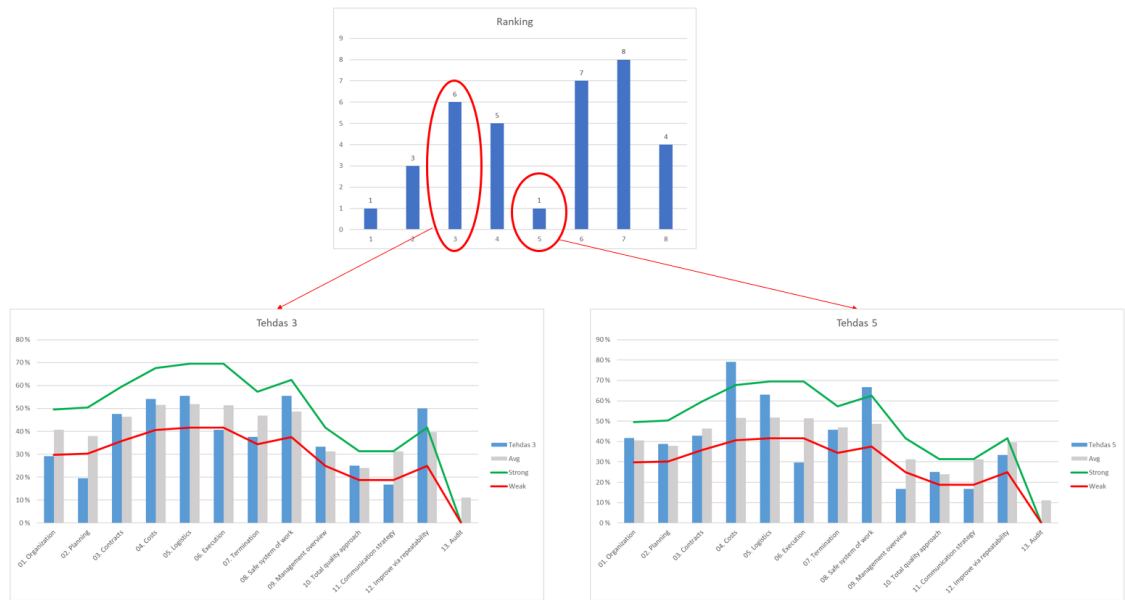 Ranking
9
8
7
6
5
4
3
2
1
0
1
3
6
5
1
7
8
4
1
2
3
4
5
6
7
8
Tehdas 3
80%
70%
60%
50%
40%
30%
20%
10%
0%
01. Organization
02. Planning
03. Contracts
04. Costs
05. Logistics
06. Execution
07. Termination
08. Safe system of work
09. Management overview
10. Total quality approach
11. Communication strategy
12. Improve via repeatability
13. Audit
Tehdas 3
Avg
Strong
Weak
Tehdas 5
90%
80%
70%
60%
50%
40%
30%
20%
10%
0%
01. Organization
02. Planning
03. Contracts
04. Costs
05. Logistics
06. Execution
07. Termination
08. Safe system of work
09. Management overview
10. Total quality approach
11. Communication strategy
12. Improve via repeatability
13. Audit
Tehdas 5
Avg
Strong
Weak